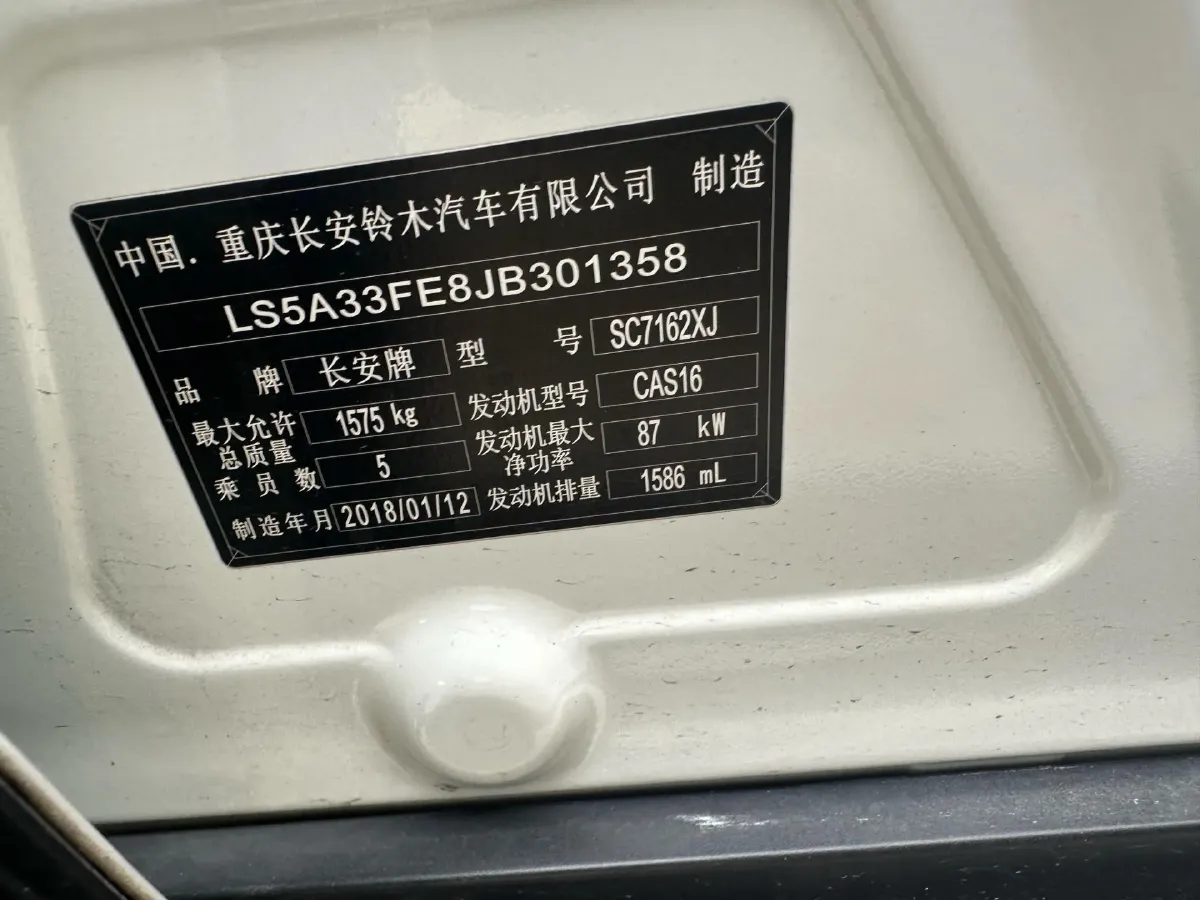 中国. 重庆长安铃木汽车有限公司 制造
LS5A33FE8JB301358
品 牌 长安牌 型 号 SC7162XJ
最大允许总质量 1575 kg 发动机型号 CAS16
乘 员 数 5 发动机最大净功率 87 kW
制造年月 2018/01/12 发动机排量 1586 mL